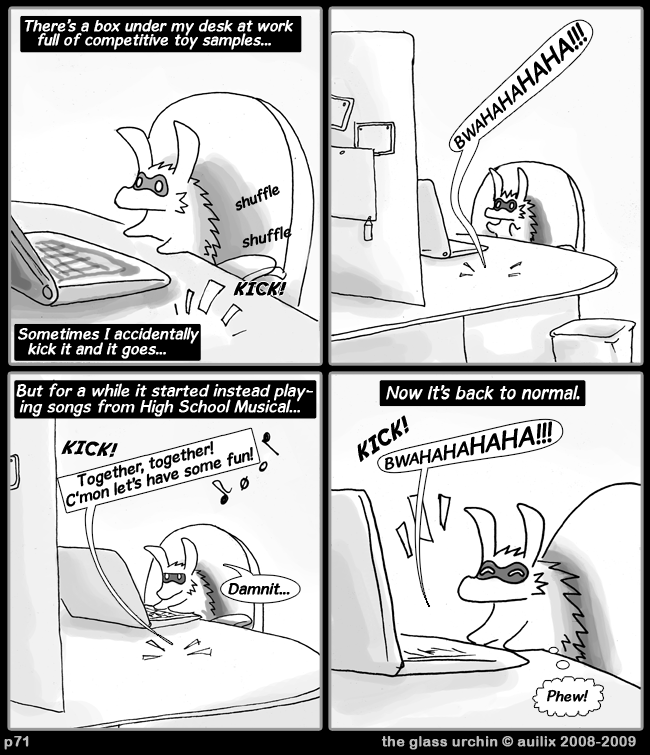 There's a box under my desk at work
full of competitive toy samples...
shuffle
shuffle
KICK!
Sometimes I accidentally
kick it and it goes...
BWAHAHAHAHAHA!!!
But for a while it started instead play-
ing songs from High School Musical...
KICK!
Together, together!
C'mon let's have some fun!
Damnit...
Now it's back to normal.
KICK!
BWAHAHAHAHA!!!
Phew!
p71
the glass urchin © auilix 2008-2009